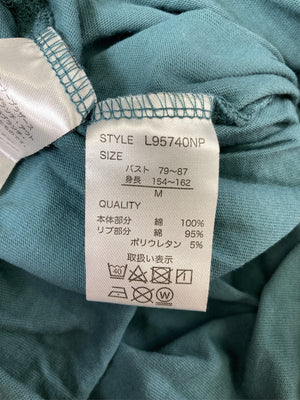 STYLE L95740NP
SIZE
バスト 79〜87
身長 154〜162
M
QUALITY
本体部分 綿 100%
リブ部分 綿 95%
ポリウレタン 5%
取扱い表示
40
W